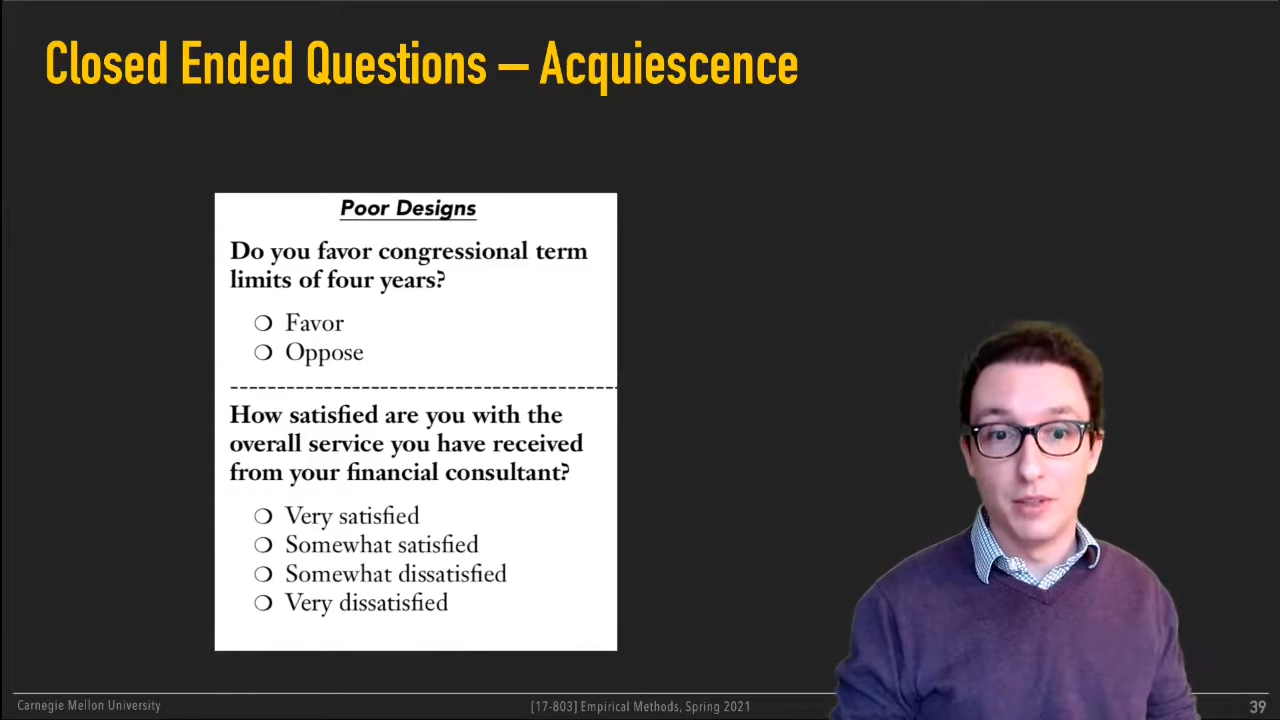 Closed Ended Questions – Acquiescence
Poor Designs
Do you favor congressional term
limits of four years?
Favor
Oppose
How satisfied are you with the
overall service you have received
from your financial consultant?
Very satisfied
Somewhat satisfied
Somewhat dissatisfied
Very dissatisfied
Carnegie Mellon University
[17-803] Empirical Methods, Spring 2021
39